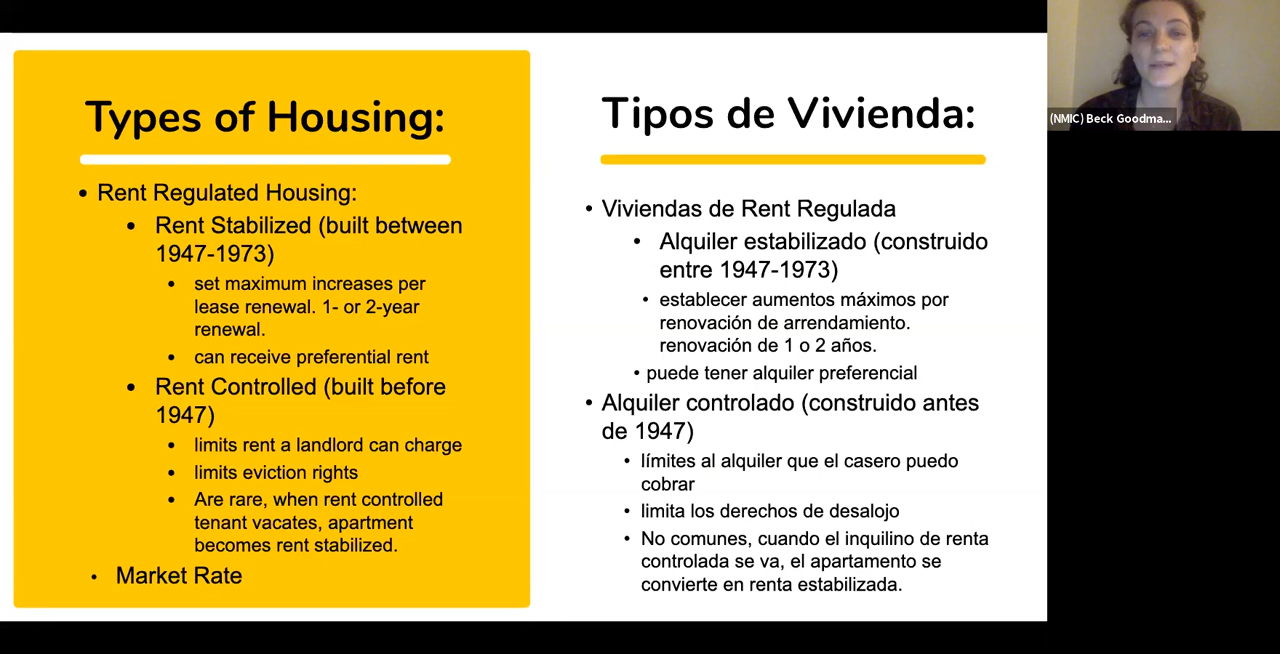 Types of Housing:
• Rent Regulated Housing:
• Rent Stabilized (built between
1947-1973)
• set maximum increases per
lease renewal. 1- or 2-year
renewal.
• can receive preferential rent
• Rent Controlled (built before
1947)
• limits rent a landlord can charge
• limits eviction rights
• Are rare, when rent controlled
tenant vacates, apartment
becomes rent stabilized.
• Market Rate
Tipos de Vivienda:
• Viviendas de Rent Regulada
• Alquiler estabilizado (construido
entre 1947-1973)
• establecer aumentos máximos por
renovación de arrendamiento.
renovación de 1 o 2 años.
• puede tener alquiler preferencial
• Alquiler controlado (construido antes
de 1947)
• límites al alquiler que el casero puedo
cobrar
• limita los derechos de desalojo
• No comunes, cuando el inquilino de renta
controlada se va, el apartamento se
convierte en renta estabilizada.
(NMIC) Beck Goodma...